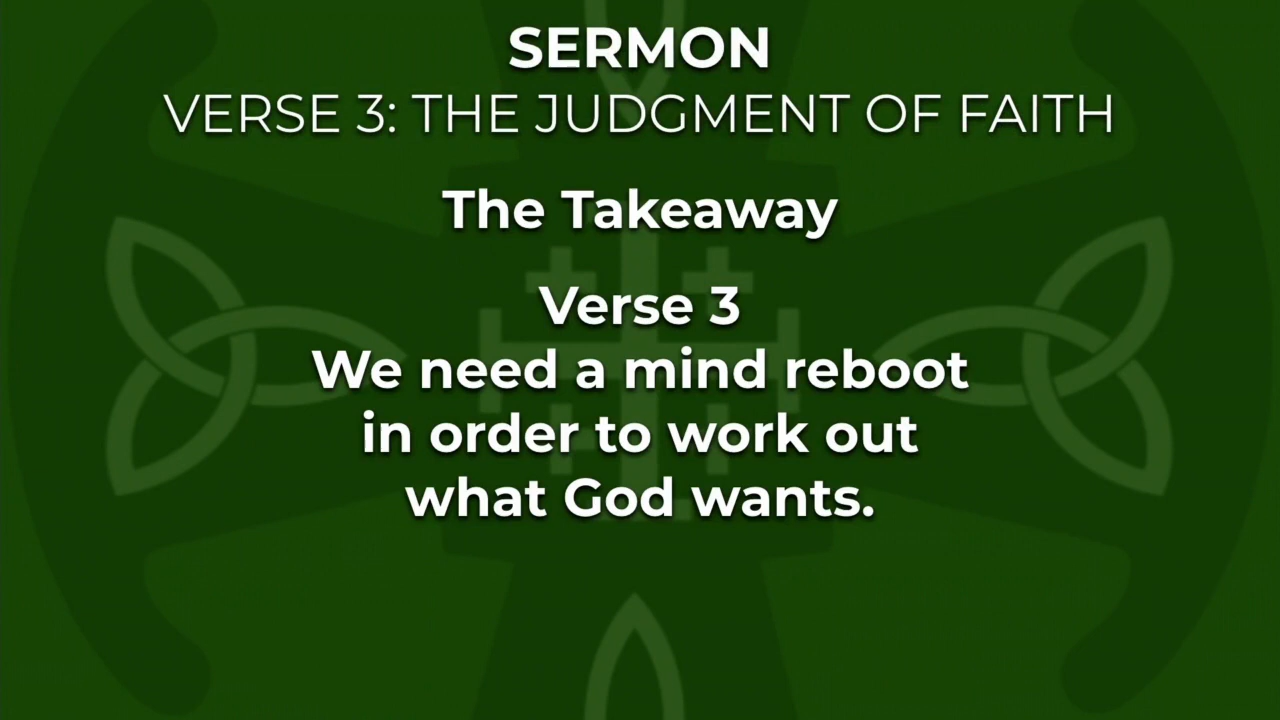 SERMON
VERSE 3: THE JUDGMENT OF FAITH
The Takeaway
Verse 3
We need a mind reboot
in order to work out
what God wants.